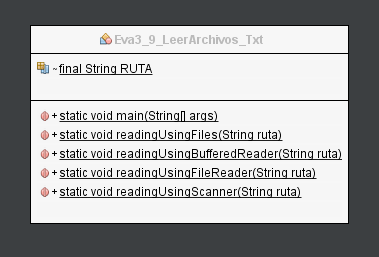 Eva3_9_LeerArchivos_Txt
~ final String RUTA
+ static void main(String[] args)
+ static void readingUsingFiles(String ruta)
+ static void readingUsingBufferedReader(String ruta)
+ static void readingUsingFileReader(String ruta)
+ static void readingUsingScanner(String ruta)